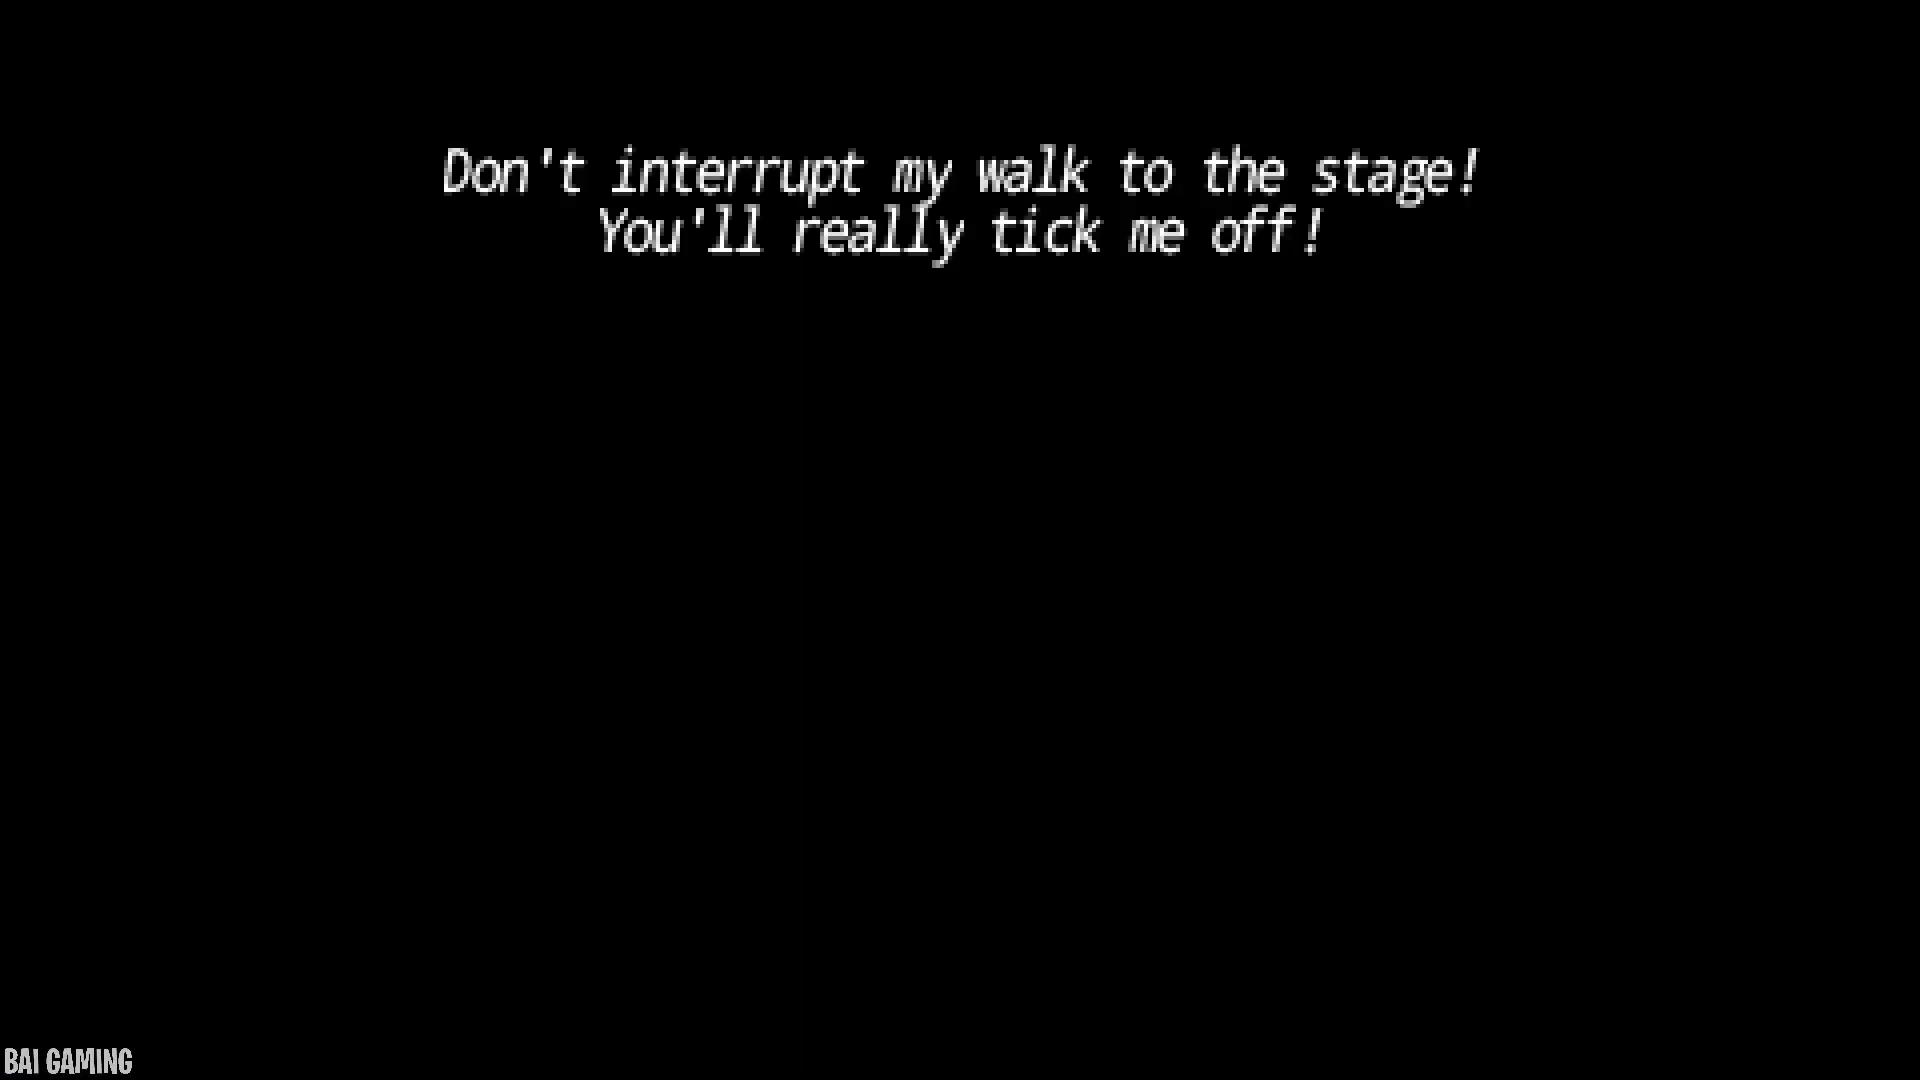 Don't interrupt my walk to the stage!
You'll really tick me off!
BAI GAMING